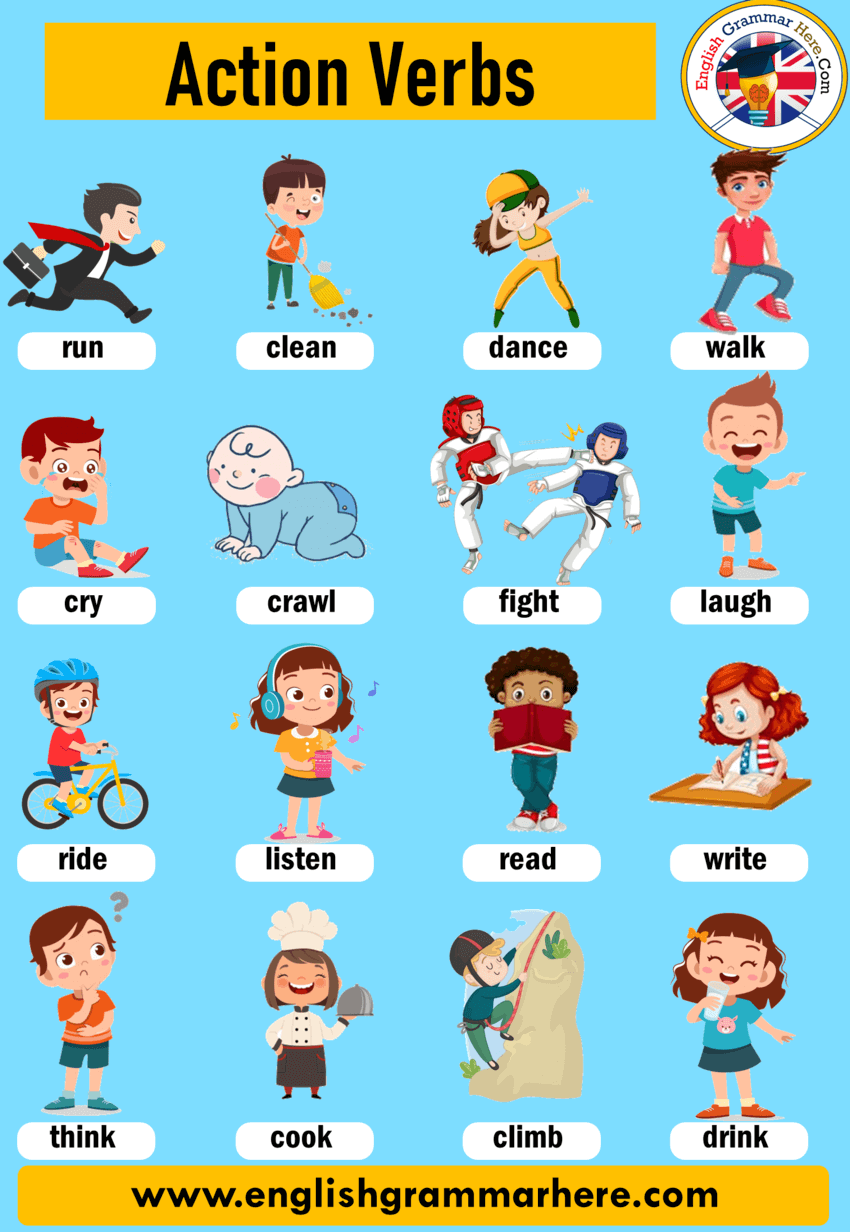 Action Verbs
English Grammar Here.Com
run
clean
dance
walk
cry
crawl
fight
laugh
ride
listen
read
write
?
think
cook
climb
drink
www.englishgrammarhere.com